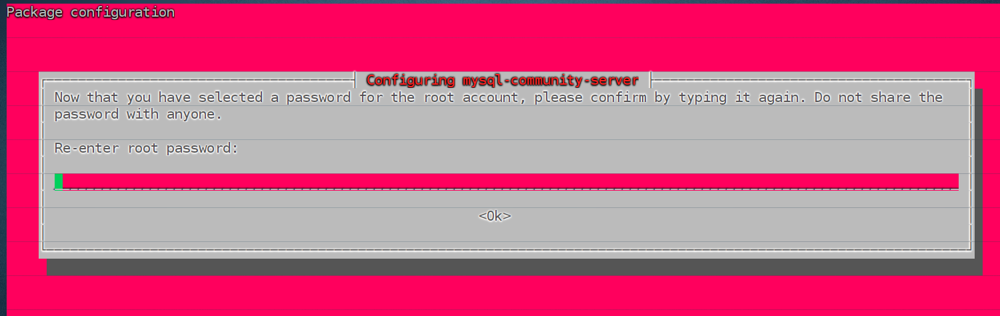 Package configuration
Configuring mysql-community-server
Now that you have selected a password for the root account, please confirm by typing it again. Do not share the
password with anyone.
Re-enter root password:
<Ok>